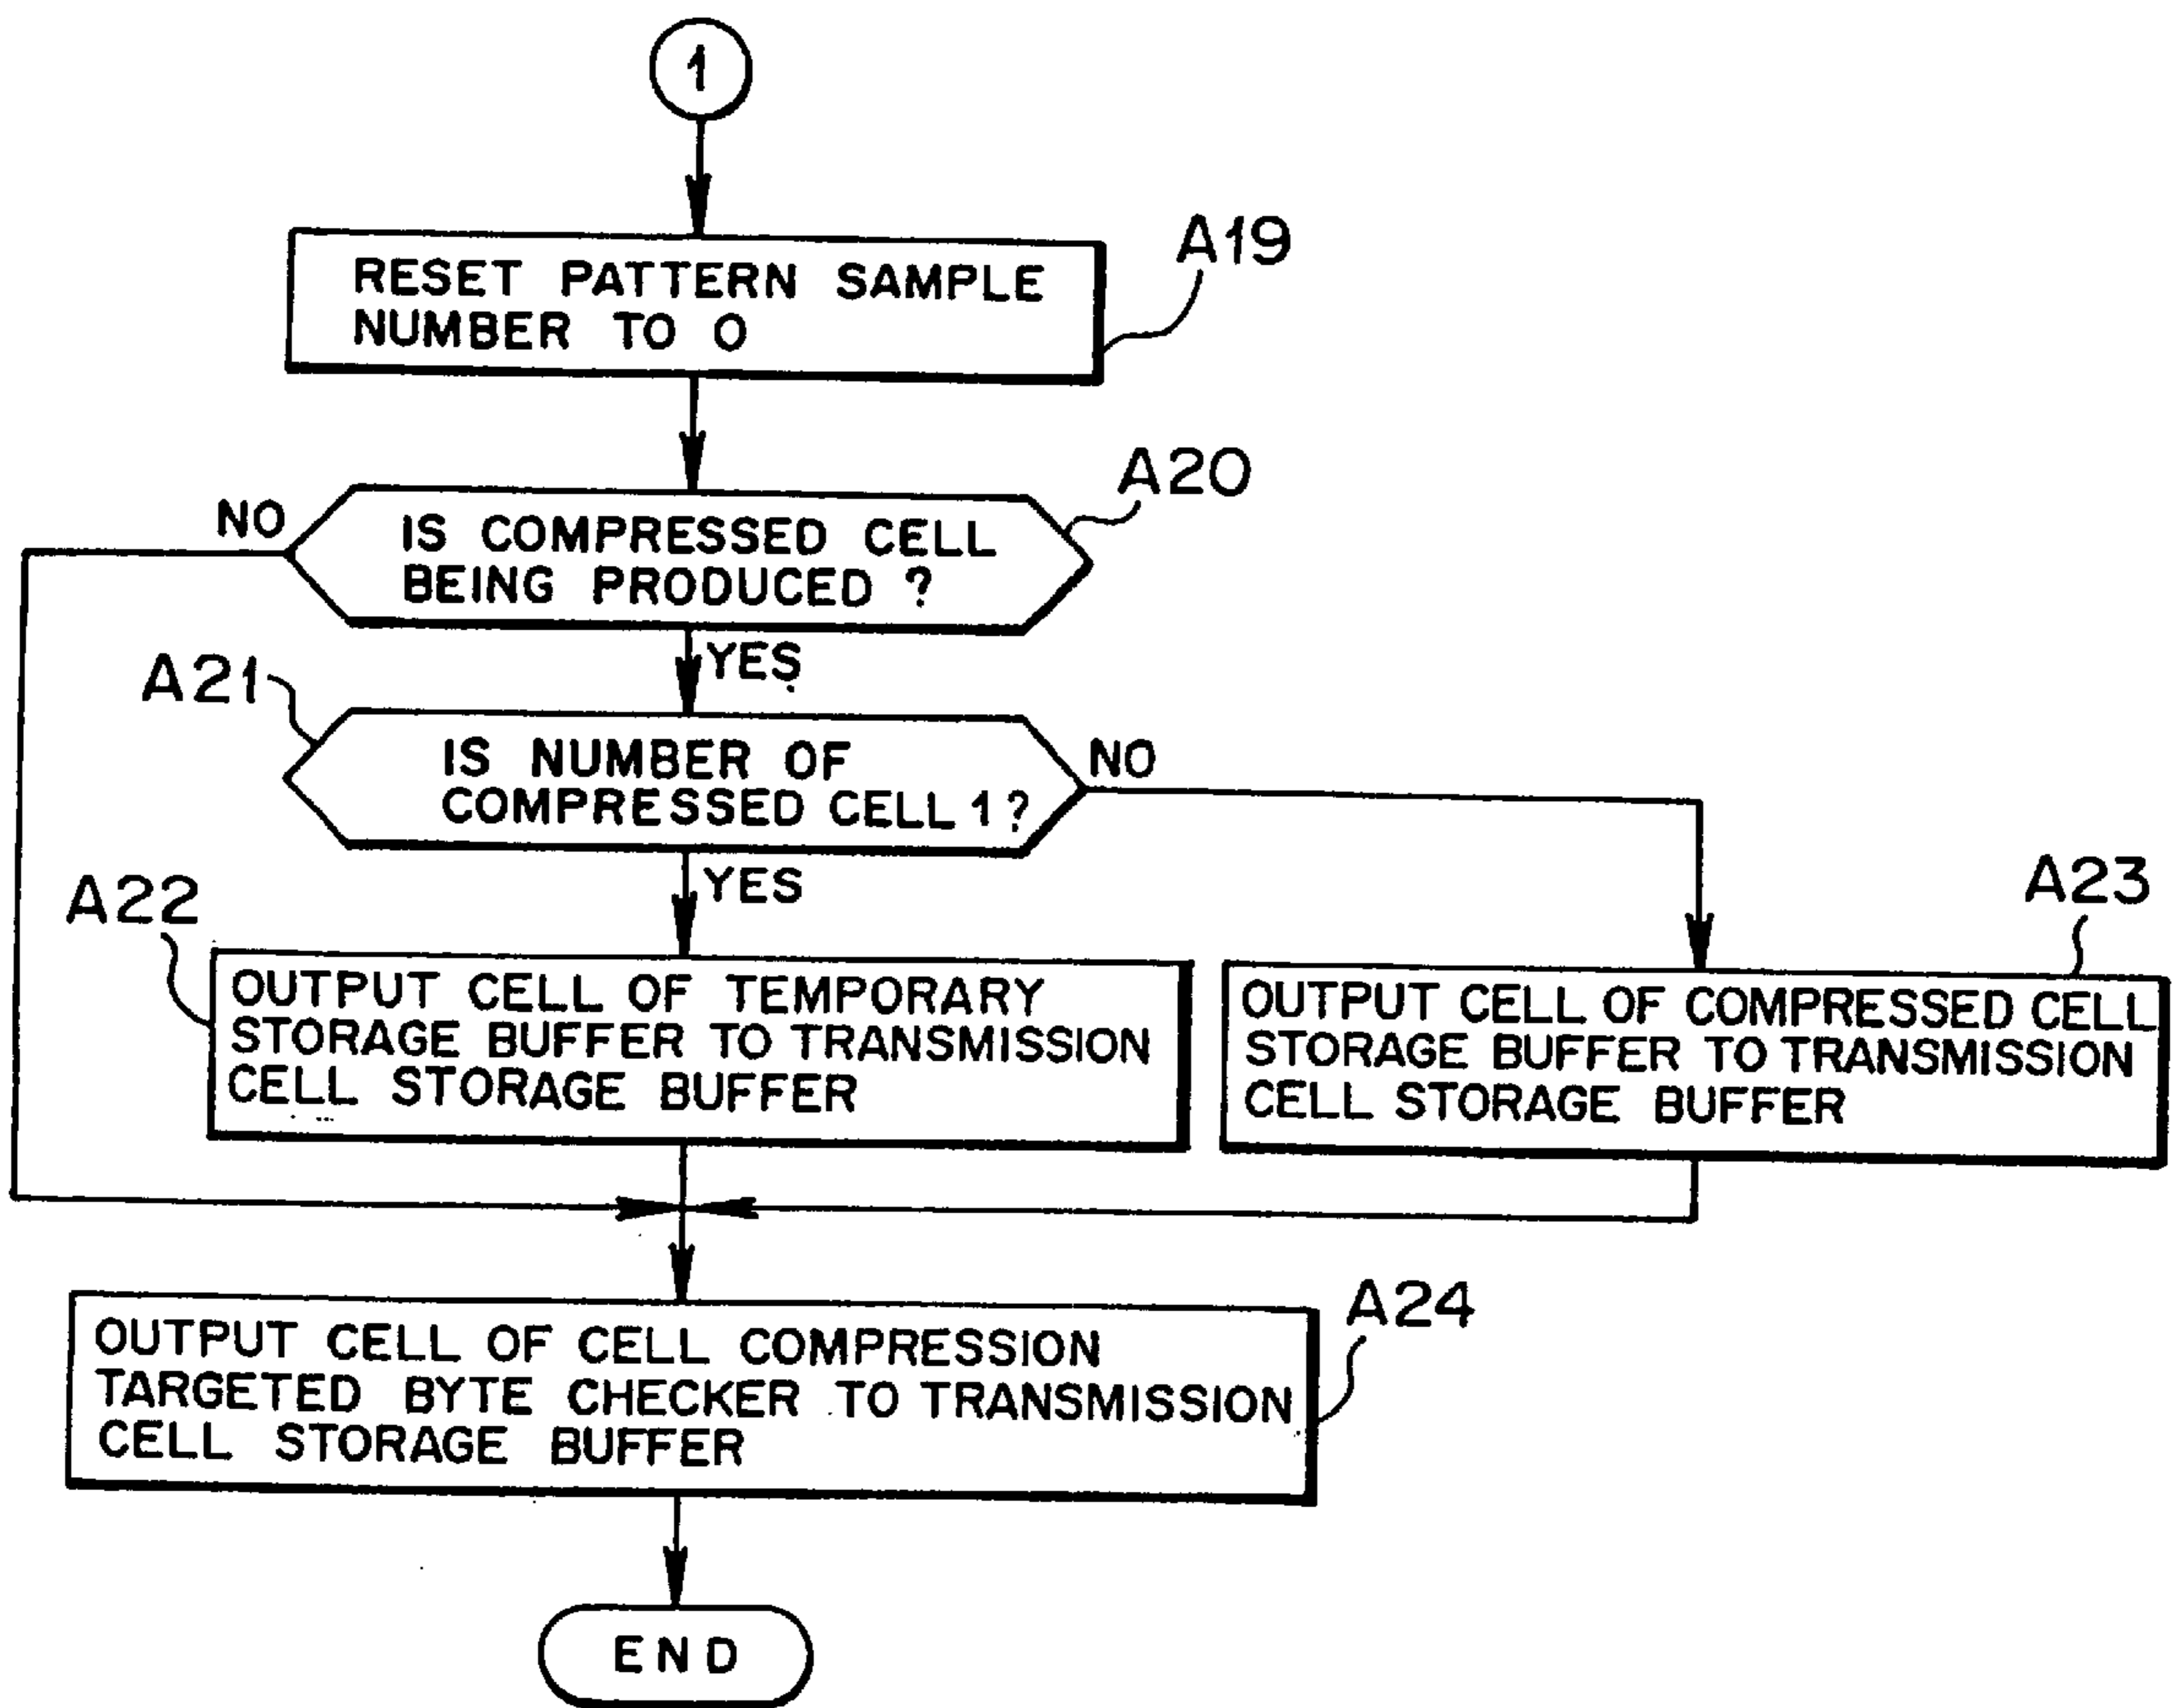 1
RESET PATTERN SAMPLE
NUMBER TO 0
A19
A20
NO
IS COMPRESSED CELL
BEING PRODUCED ?
YES
A21
IS NUMBER OF
COMPRESSED CELL 1 ?
NO
YES
A22
A23
OUTPUT CELL OF TEMPORARY
STORAGE BUFFER TO TRANSMISSION
CELL STORAGE BUFFER
OUTPUT CELL OF COMPRESSED CELL
STORAGE BUFFER TO TRANSMISSION
CELL STORAGE BUFFER
A24
OUTPUT CELL OF CELL COMPRESSION
TARGETED BYTE CHECKER TO TRANSMISSION
CELL STORAGE BUFFER
END